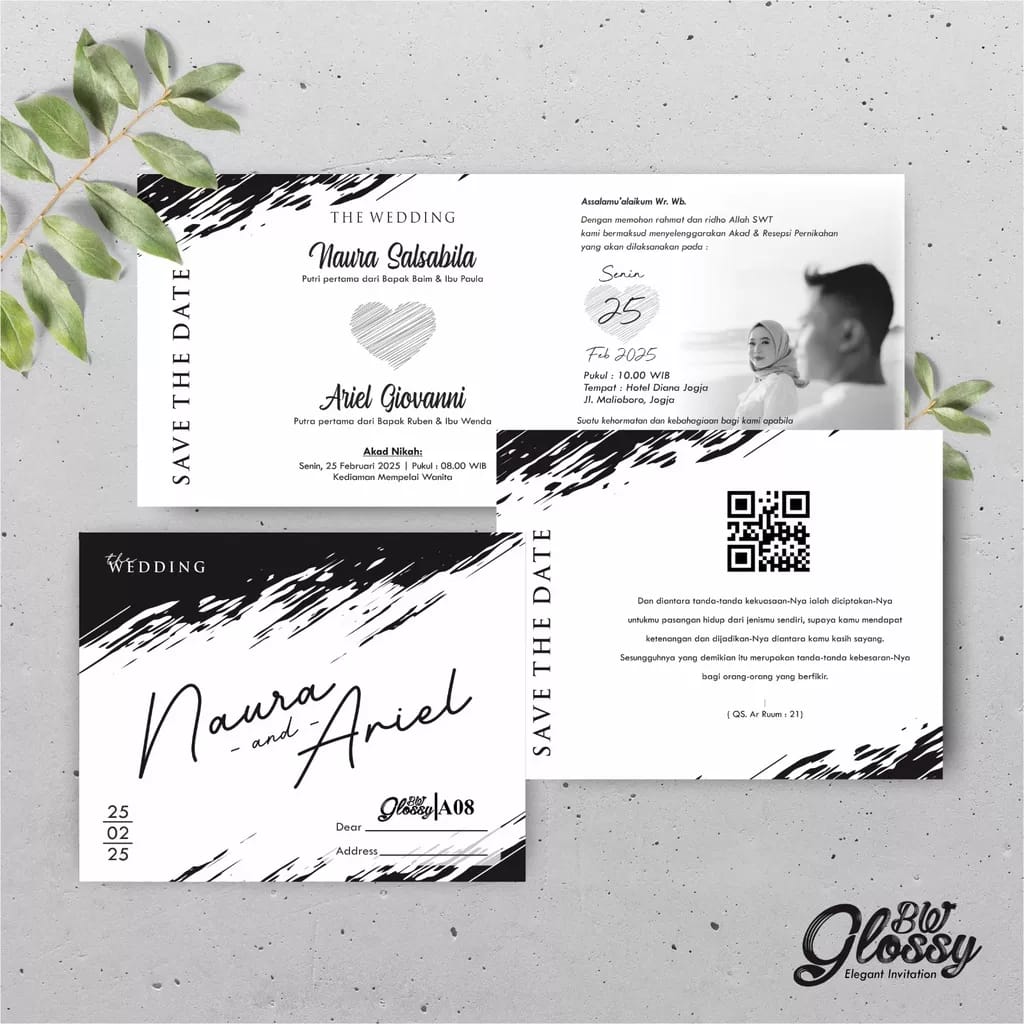 SAVE THE DATE
THE WEDDING
Naura Salsabila
Putri pertama dari Bapak Baim & Ibu Paula
Ariel Giovanni
Putra pertama dari Bapak Ruben & Ibu Wenda
Akad Nikah:
Senin, 25 Februari 2025 | Pukul : 08.00 WIB
Kediaman Mempelai Wanita
Assalamu'alaikum Wr. Wb.
Dengan memohon rahmat dan ridho Allah SWT
kami bermaksud menyelenggarakan Akad & Resepsi Pernikahan
yang akan dilaksanakan pada :
Senin
25
Feb 2025
Pukul : 10.00 WIB
Tempat : Hotel Diana Jogja
Jl. Malioboro, Jogja
Suatu kehormatan dan kebahagiaan bagi kami apabila
SAVE THE DATE
Dan diantara tanda-tanda kekuasaan-Nya ialah diciptakan-Nya
untukmu pasangan hidup dari jenismu sendiri, supaya kamu mendapat
ketenangan dan dijadikan-Nya diantara kamu kasih sayang.
Sesungguhnya yang demikian itu merupakan tanda-tanda kebesaran-Nya
bagi orang-orang yang berfikir.
( QS. Ar Ruum : 21)
the
WEDDING
Naura
- and -
Ariel
25
02
25
BW
Glossy|A08
Dear
Address
BW
Glossy
Elegant Invitation